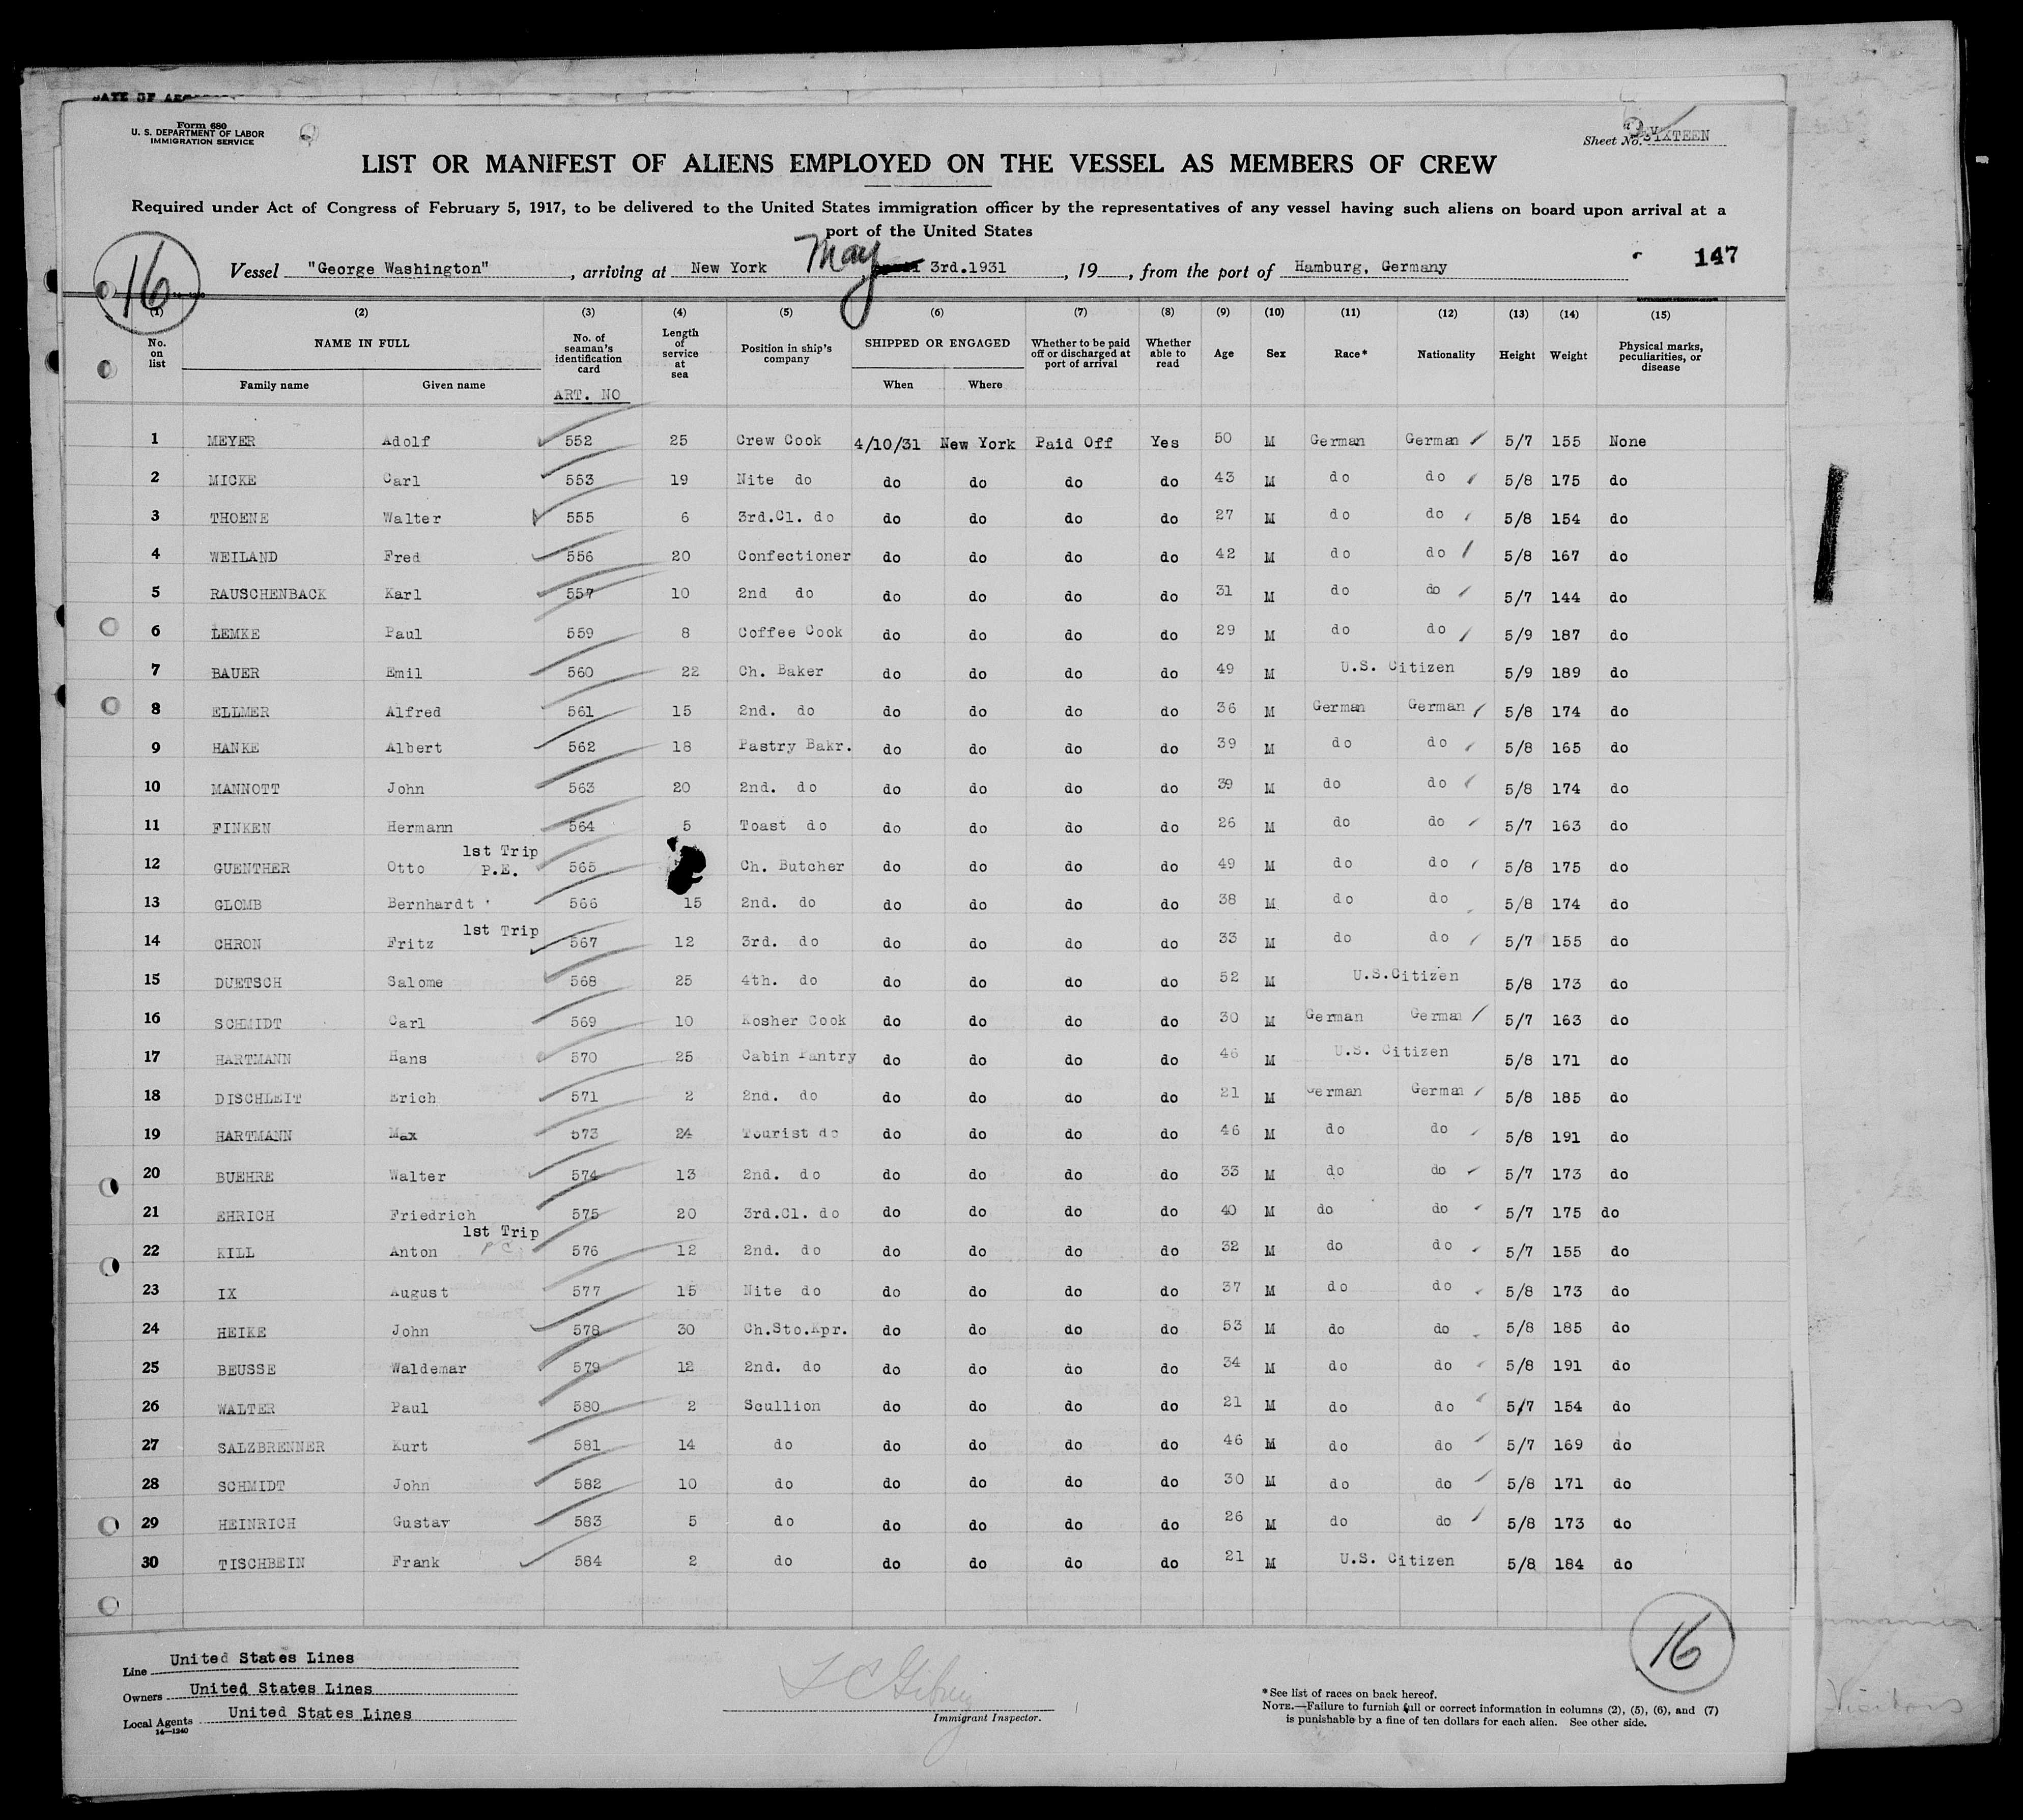 Form 680
U. S. DEPARTMENT OF LABOR
IMMIGRATION SERVICE
Sheet No. SIXTEEN
LIST OR MANIFEST OF ALIENS EMPLOYED ON THE VESSEL AS MEMBERS OF CREW
Required under Act of Congress of February 5, 1917, to be delivered to the United States immigration officer by the representatives of any vessel having such aliens on board upon arrival at a
port of the United States
16 Vessel "George Washington", arriving at New York May 3rd.1931, 19__, from the port of Hamburg, Germany 147
(1) (2) (3) (4) (5) (6) (7) (8) (9) (10) (11) (12) (13) (14) (15)
No. on list NAME IN FULL No. of seaman's identification card Length of service at sea Position in ship's company SHIPPED OR ENGAGED Whether to be paid off or discharged at port of arrival Whether able to read Age Sex Race* Nationality Height Weight Physical marks, peculiarities, or disease
Family name Given name When Where
ART. NO
1 MEYER Adolf 552 25 Crew Cook 4/10/31 New York Paid Off Yes 50 M German German 5/7 155 None
2 MICKE Carl 553 19 Nite do do do do do 43 M do do 5/8 175 do
3 THOENE Walter 555 6 3rd.Cl. do do do do do 27 M do do 5/8 154 do
4 WEILAND Fred 556 20 Confectioner do do do do 42 M do do 5/8 167 do
5 RAUSCHENBACK Karl 557 10 2nd do do do do do 31 M do do 5/7 144 do
6 LEMKE Paul 559 8 Coffee Cook do do do do 29 M do do 5/9 187 do
7 BAUER Emil 560 22 Ch. Baker do do do do 49 M U.S. Citizen 5/9 189 do
8 ELLMER Alfred 561 15 2nd. do do do do do 36 M German German 5/8 174 do
9 HANKE Albert 562 18 Pastry Bakr. do do do do 39 M do do 5/8 165 do
10 MANNOTT John 563 20 2nd. do do do do do 39 M do do 5/8 174 do
11 FINKEN Hermann 564 5 Toast do do do do do 26 M do do 5/7 163 do
12 GUENTHER Otto 1st Trip P.E. 565 Ch. Butcher do do do do 49 M do do 5/8 175 do
13 GLOMB Bernhardt 566 15 2nd. do do do do do 38 M do do 5/8 174 do
14 CHRON Fritz 1st Trip 567 12 3rd. do do do do do 33 M do do 5/7 155 do
15 DUETSCH Salome 568 25 4th. do do do do do 52 M U.S.Citizen 5/8 173 do
16 SCHMIDT Carl 569 10 Kosher Cook do do do do 30 M German German 5/7 163 do
17 HARTMANN Hans 570 25 Cabin Pantry do do do do 46 M U.S. Citizen 5/8 171 do
18 DISCHLEIT Erich 571 2 2nd. do do do do do 21 M German German 5/8 185 do
19 HARTMANN Max 573 24 Tourist do do do do do 46 M do do 5/8 191 do
20 BUEHRE Walter 574 13 2nd. do do do do do 33 M do do 5/7 173 do
21 EHRICH Friedrich 575 20 3rd.Cl. do do do do do 40 M do do 5/7 175 do
22 KILL Anton 1st Trip 576 12 2nd. do do do do do 32 M do do 5/7 155 do
23 IX August 577 15 Nite do do do do do 37 M do do 5/8 173 do
24 HEIKE John 578 30 Ch.Sto.Kpr. do do do do 53 M do do 5/8 185 do
25 BEUSSE Waldemar 579 12 2nd. do do do do do 34 M do do 5/8 191 do
26 WALTER Paul 580 2 Scullion do do do do 21 M do do 5/7 154 do
27 SALZBRENNER Kurt 581 14 do do do do do 46 M do do 5/7 169 do
28 SCHMIDT John 582 10 do do do do do 30 M do do 5/8 171 do
29 HEINRICH Gustav 583 5 do do do do do 26 M do do 5/8 173 do
30 TISCHBEIN Frank 584 2 do do do do do 21 M U.S. Citizen 5/8 184 do
16
Line United States Lines
Owners United States Lines
Local Agents United States Lines
14—1240
Immigrant Inspector.
*See list of races on back hereof.
NOTE.—Failure to furnish full or correct information in columns (2), (5), (6), and (7)
is punishable by a fine of ten dollars for each alien. See other side.
Visitors